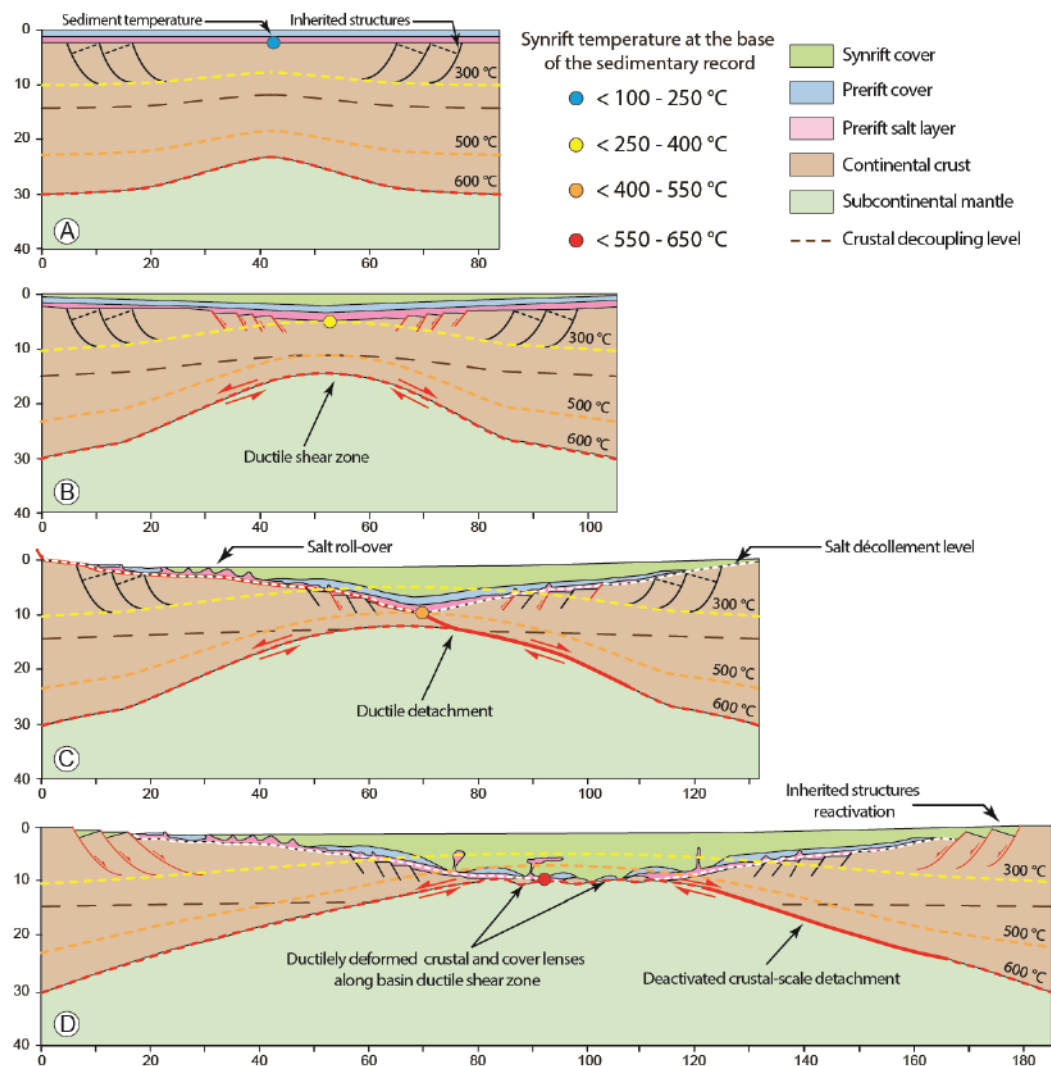 Sediment temperature
Inherited structures
0
10
20
30
40
300 °C
500 °C
600 °C
A
0
20
40
60
80
Synrift temperature at the base
of the sedimentary record
< 100 - 250 °C
< 250 - 400 °C
< 400 - 550 °C
< 550 - 650 °C
Synrift cover
Prerift cover
Prerift salt layer
Continental crust
Subcontinental mantle
Crustal decoupling level
0
10
20
30
40
300 °C
500 °C
600 °C
Ductile shear zone
B
0
20
40
60
80
100
Salt roll-over
Salt décollement level
0
10
20
30
40
300 °C
500 °C
600 °C
Ductile detachment
C
0
20
40
60
80
100
120
Inherited structures
reactivation
0
10
20
30
40
300 °C
500 °C
600 °C
Ductilely deformed crustal and cover lenses
along basin ductile shear zone
Deactivated crustal-scale detachment
D
0
20
40
60
80
100
120
140
160
180